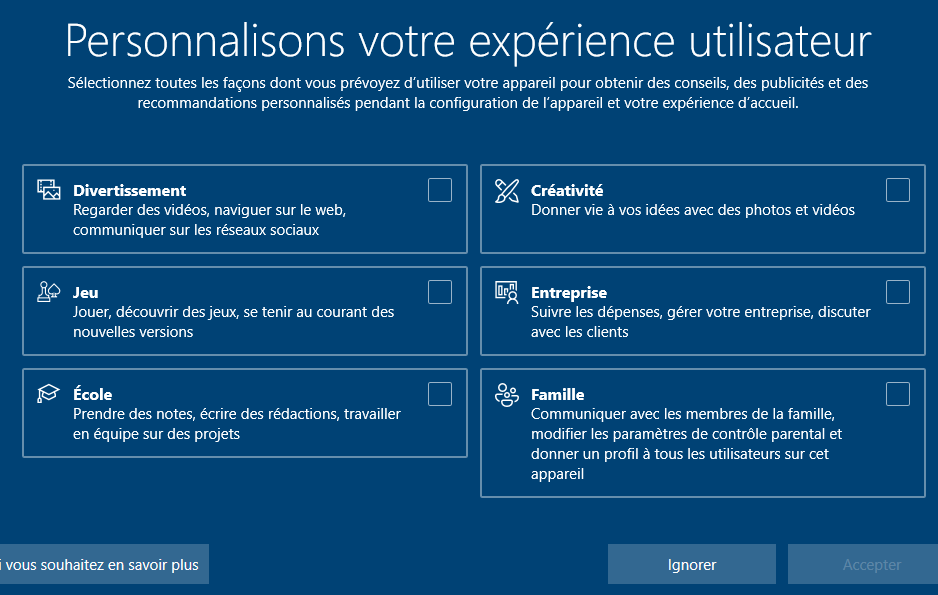 Personnalisons votre expérience utilisateur
Sélectionnez toutes les façons dont vous prévoyez d’utiliser votre appareil pour obtenir des conseils, des publicités et des
recommandations personnalisés pendant la configuration de l’appareil et votre expérience d’accueil.
Divertissement
Regarder des vidéos, naviguer sur le web,
communiquer sur les réseaux sociaux
Créativité
Donner vie à vos idées avec des photos et vidéos
Jeu
Jouer, découvrir des jeux, se tenir au courant des
nouvelles versions
Entreprise
Suivre les dépenses, gérer votre entreprise, discuter
avec les clients
École
Prendre des notes, écrire des rédactions, travailler
en équipe sur des projets
Famille
Communiquer avec les membres de la famille,
modifier les paramètres de contrôle parental et
donner un profil à tous les utilisateurs sur cet
appareil
i vous souhaitez en savoir plus
Ignorer
Accepter